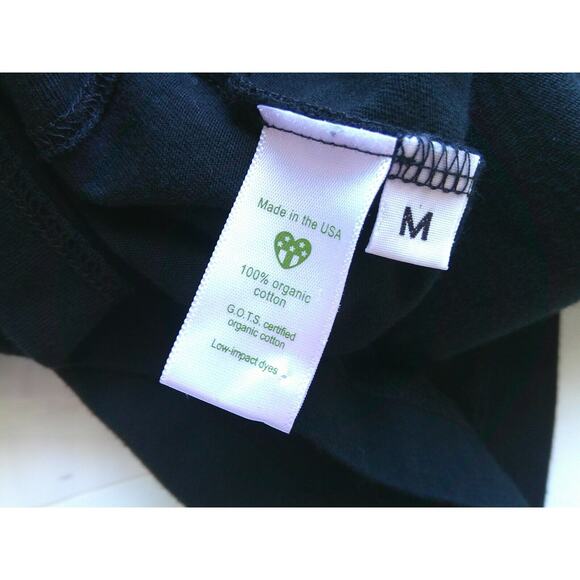 Made in the USA
100% organic
cotton
G.O.T.S. certified
organic cotton
Low-impact dyes
M